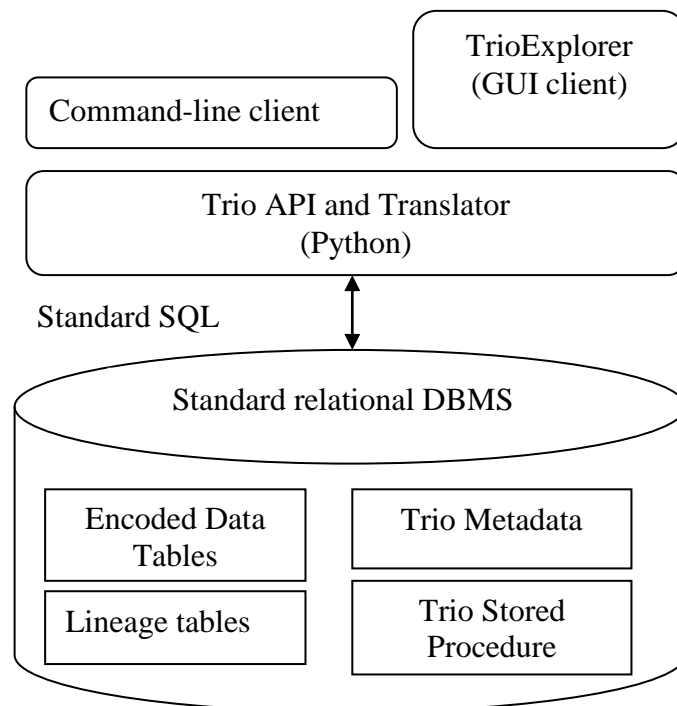 TrioExplorer
(GUI client)
Command-line client
Trio API and Translator
(Python)
Standard SQL
Standard relational DBMS
Encoded Data
Tables
Trio Metadata
Lineage tables
Trio Stored
Procedure